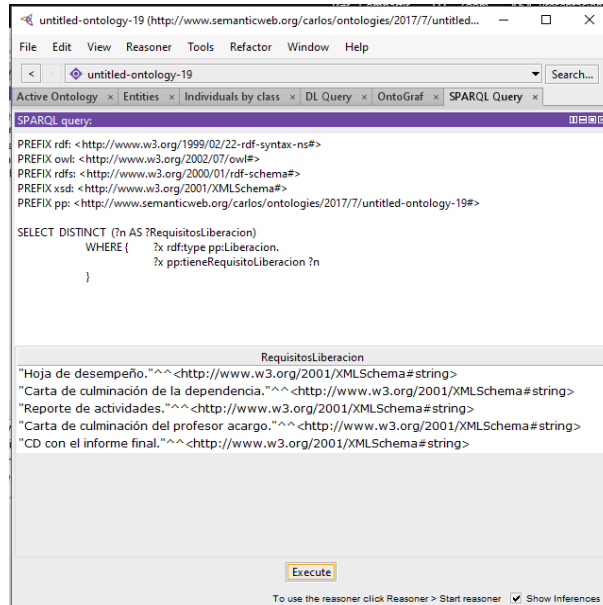 untitled-ontology-19 (http://www.semanticweb.org/carlos/ontologies/2017/7/untitled...
File Edit View Reasoner Tools Refactor Window Help
< > untitled-ontology-19 Search...
Active Ontology × Entities × Individuals by class × DL Query × OntoGraf × SPARQL Query ×
SPARQL query:
PREFIX rdf: <http://www.w3.org/1999/02/22-rdf-syntax-ns#>
PREFIX owl: <http://www.w3.org/2002/07/owl#>
PREFIX rdfs: <http://www.w3.org/2000/01/rdf-schema#>
PREFIX xsd: <http://www.w3.org/2001/XMLSchema#>
PREFIX pp: <http://www.semanticweb.org/carlos/ontologies/2017/7/untitled-ontology-19#>
SELECT DISTINCT (?n AS ?RequisitosLiberacion)
WHERE { ?x rdf:type pp:Liberacion.
?x pp:tieneRequisitoLiberacion ?n
}
RequisitosLiberacion
"Hoja de desempeño."^^<http://www.w3.org/2001/XMLSchema#string>
"Carta de culminación de la dependencia."^^<http://www.w3.org/2001/XMLSchema#string>
"Reporte de actividades."^^<http://www.w3.org/2001/XMLSchema#string>
"Carta de culminación del profesor acargo."^^<http://www.w3.org/2001/XMLSchema#string>
"CD con el informe final."^^<http://www.w3.org/2001/XMLSchema#string>
Execute
To use the reasoner click Reasoner > Start reasoner Show Inferences